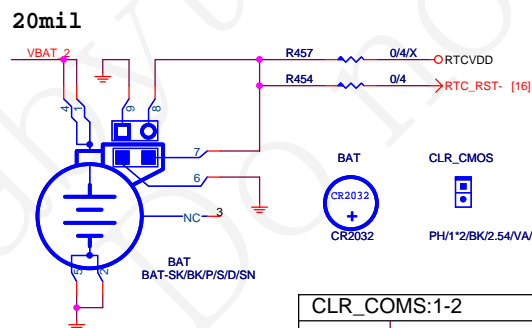 20mil
VBAT_2
R457 0/4/X RTCVDD
R454 0/4 RTC_RST- [16]
4 1 9 8
7
6
NC 3
BAT
BAT-SK/BK/P/S/D/SN
5 2
BAT CLR_CMOS
CR2032
+
CR2032 PH/1*2/BK/2.54/VA/
CLR_COMS:1-2